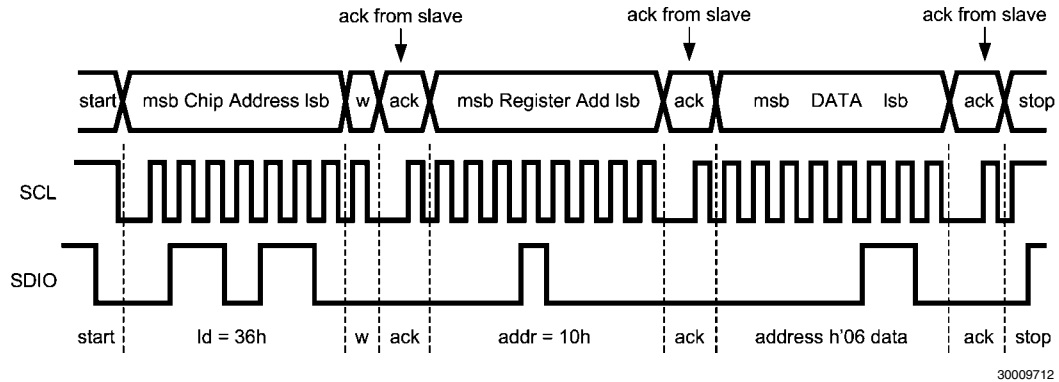 ack from slave ack from slave ack from slave
start msb Chip Address lsb w ack msb Register Add lsb ack msb DATA lsb ack stop
SCL
SDIO
start Id = 36h w ack addr = 10h ack address h'06 data ack stop
30009712